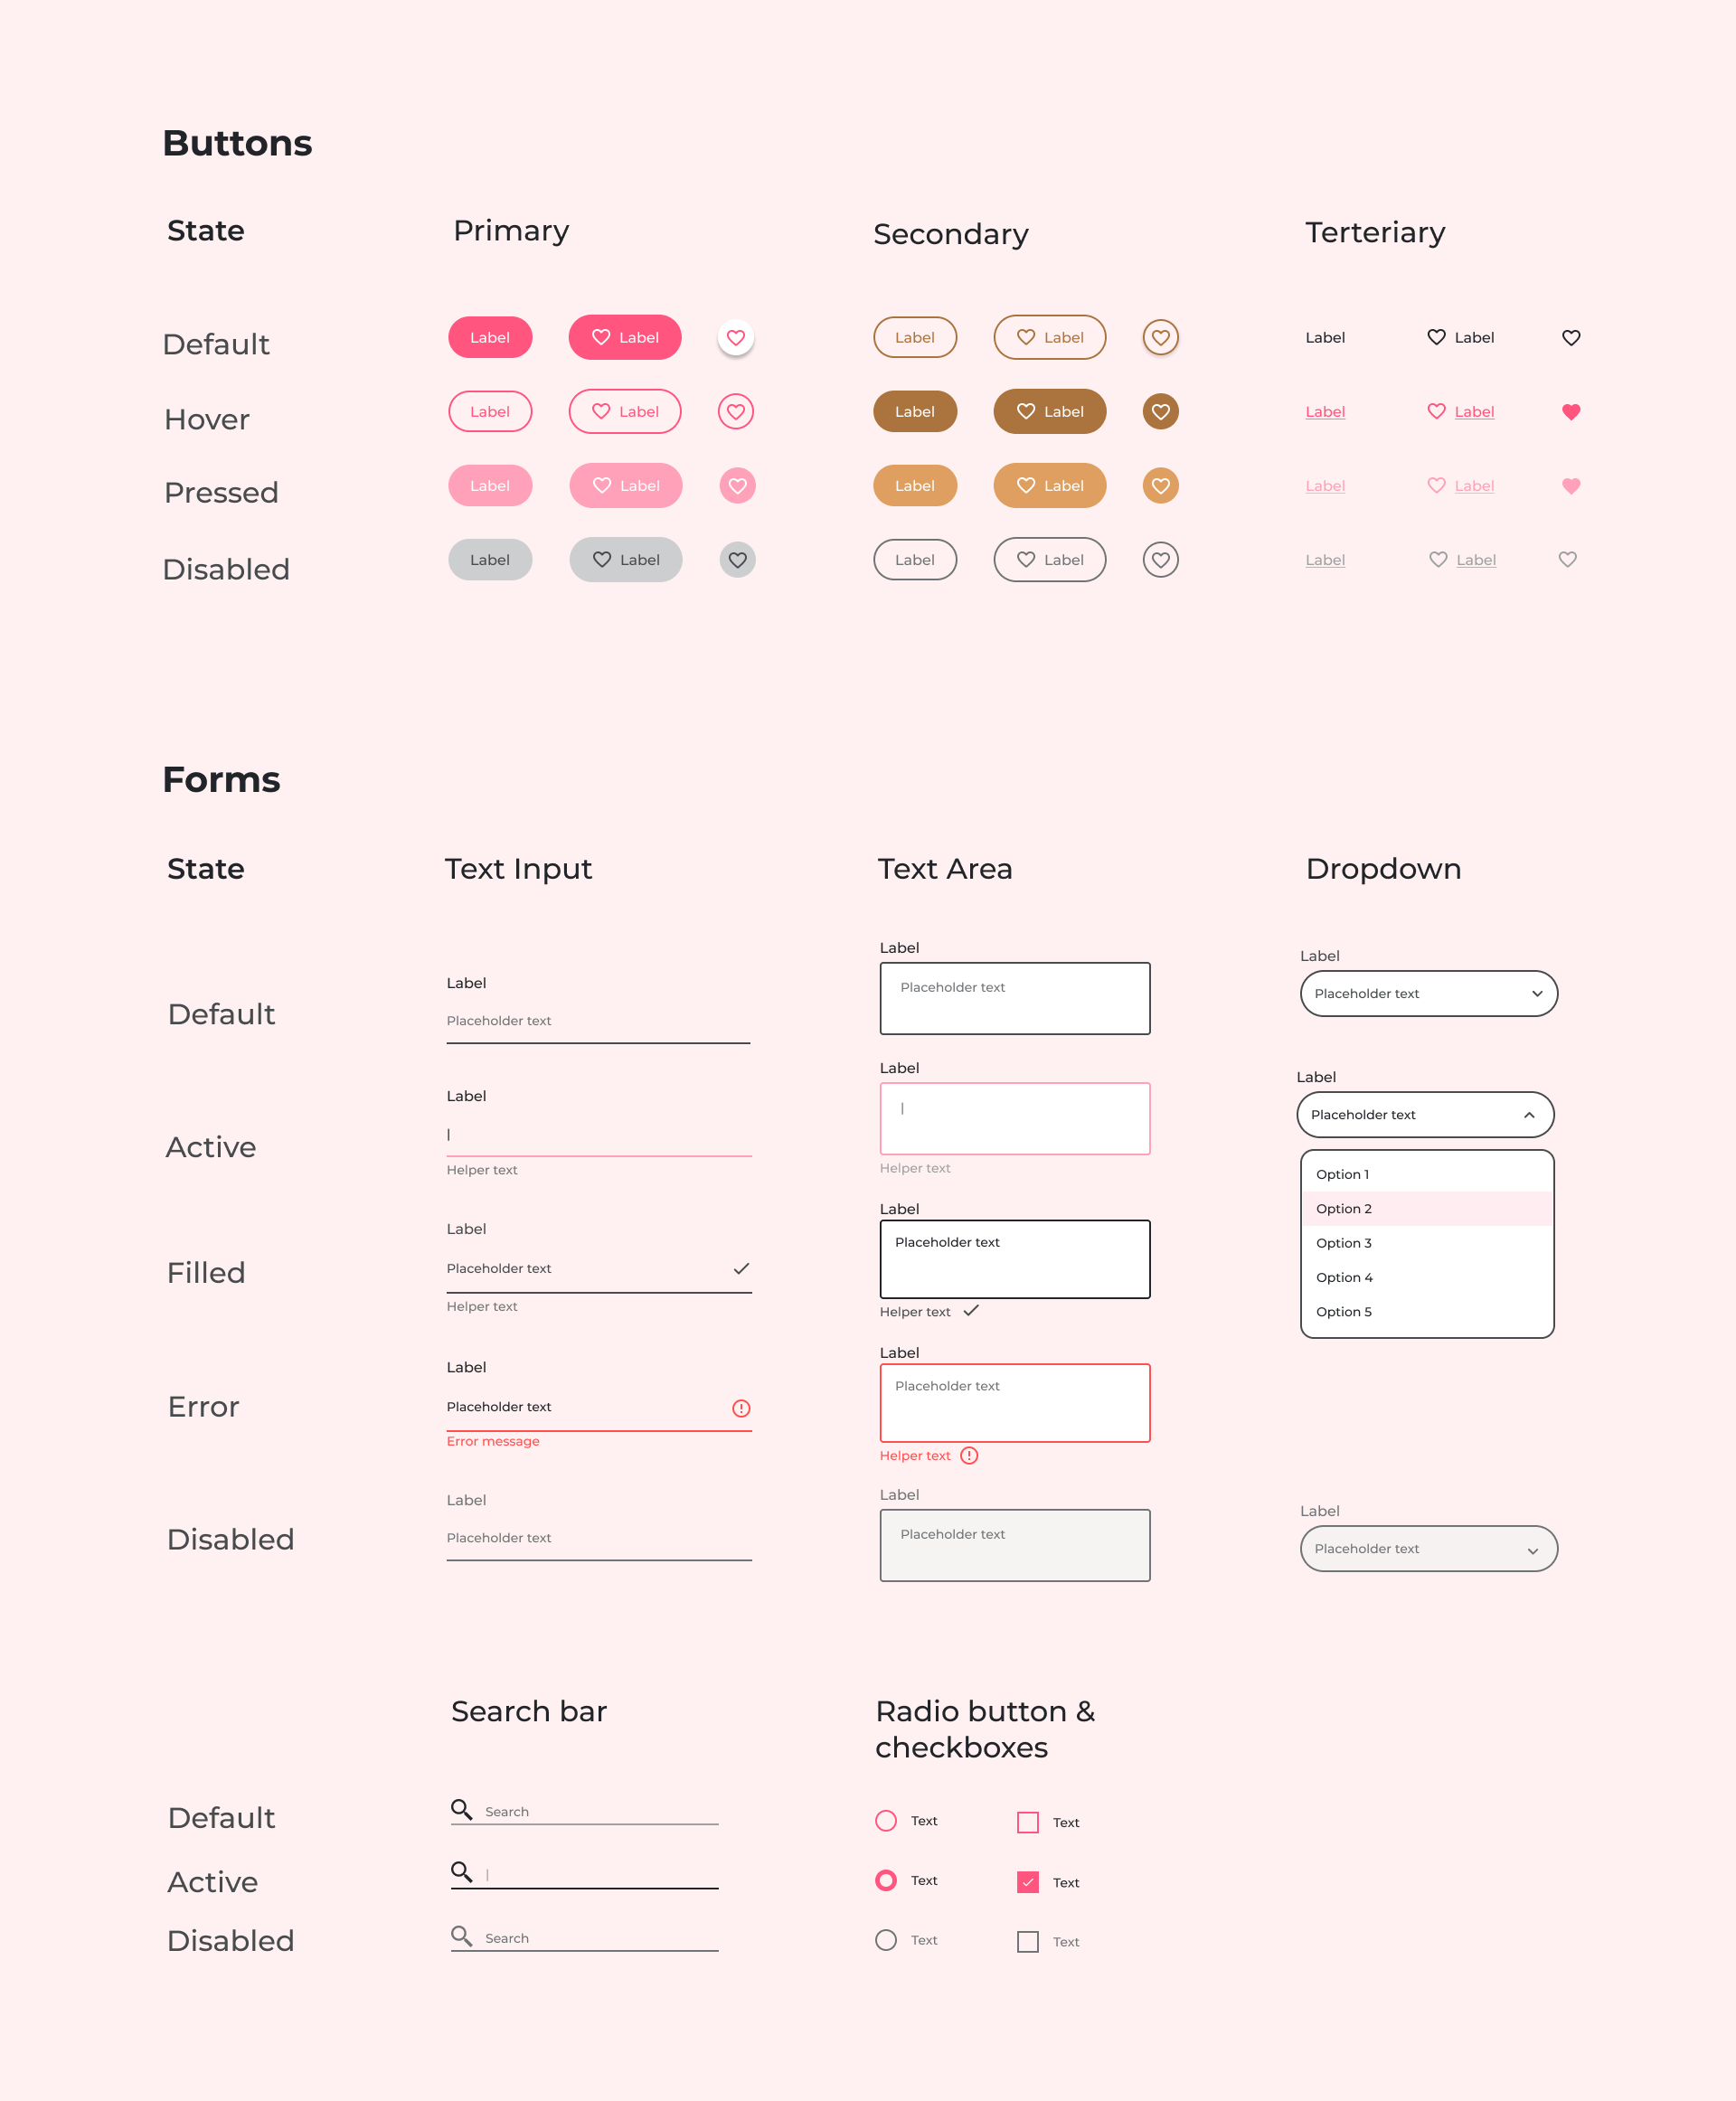 Buttons
State Primary Secondary Terteriary
Default Label Label Label Label Label Label
Hover Label Label Label Label Label Label
Pressed Label Label Label Label Label Label
Disabled Label Label Label Label Label Label
Forms
State Text Input Text Area Dropdown
Default
Label
Placeholder text
Label
Placeholder text
Label
Placeholder text
Active
Label
Helper text
Label
Helper text
Label
Placeholder text
Option 1
Option 2
Option 3
Option 4
Option 5
Filled
Label
Placeholder text
Helper text
Label
Placeholder text
Helper text
Error
Label
Placeholder text
Error message
Label
Placeholder text
Helper text
Disabled
Label
Placeholder text
Label
Placeholder text
Label
Placeholder text
Search bar
Radio button &
checkboxes
Default Search Text Text
Active Text Text
Disabled Search Text Text